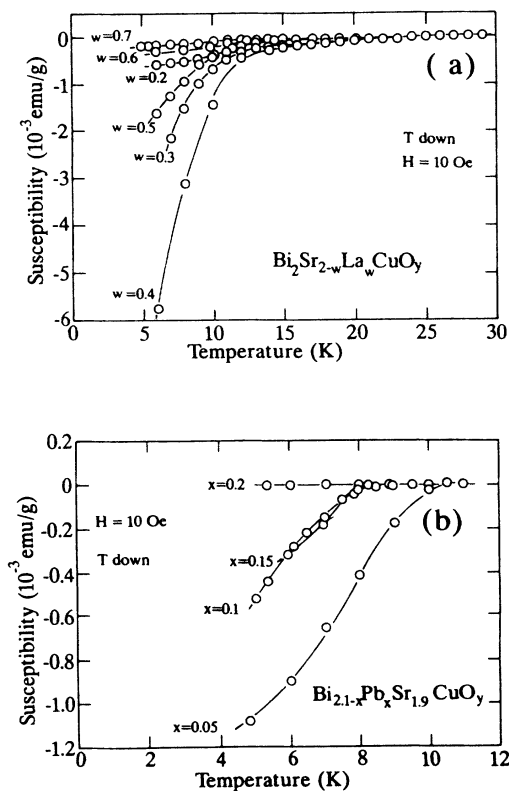 0
-1
-2
-3
-4
-5
-6
Susceptibility (10⁻³ emu/g)
w=0.7
w=0.6
w=0.2
w=0.5
w=0.3
w=0.4
(a)
T down
H = 10 Oe
Bi₂Sr₂₋wLawCuOy
0 5 10 15 20 25 30
Temperature (K)
0.2
0
-0.2
-0.4
-0.6
-0.8
-1.0
-1.2
Susceptibility (10⁻³ emu/g)
x=0.2
H = 10 Oe
(b)
T down
x=0.15
x=0.1
x=0.05
Bi₂.₁₋ₓPbₓSr₁.₉CuOy
0 2 4 6 8 10 12
Temperature (K)